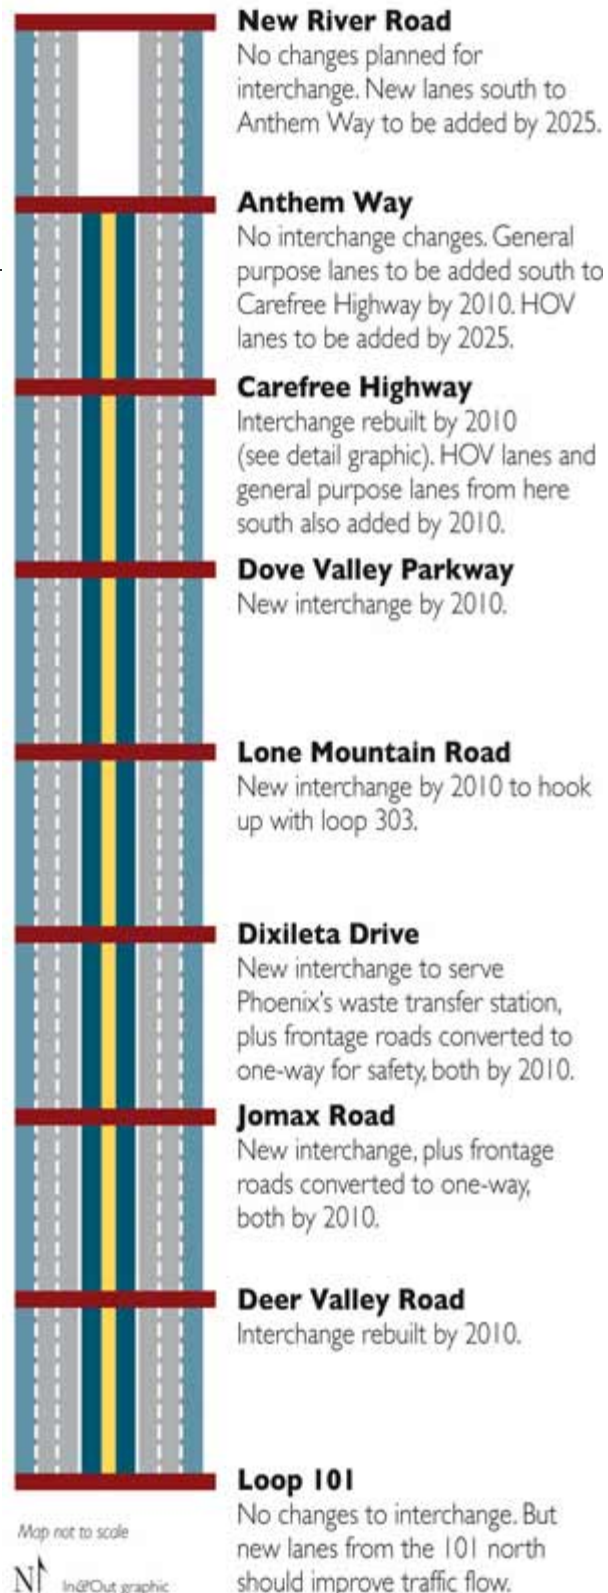 New River Road
No changes planned for
interchange. New lanes south to
Anthem Way to be added by 2025.
Anthem Way
No interchange changes. General
purpose lanes to be added south to
Carefree Highway by 2010. HOV
lanes to be added by 2025.
Carefree Highway
Interchange rebuilt by 2010
(see detail graphic). HOV lanes and
general purpose lanes from here
south also added by 2010.
Dove Valley Parkway
New interchange by 2010.
Lone Mountain Road
New interchange by 2010 to hook
up with loop 303.
Dixileta Drive
New interchange to serve
Phoenix's waste transfer station,
plus frontage roads converted to
one-way for safety, both by 2010.
Jomax Road
New interchange, plus frontage
roads converted to one-way,
both by 2010.
Deer Valley Road
Interchange rebuilt by 2010.
Loop 101
No changes to interchange. But
new lanes from the 101 north
should improve traffic flow.
Map not to scale
N
In&Out graphic